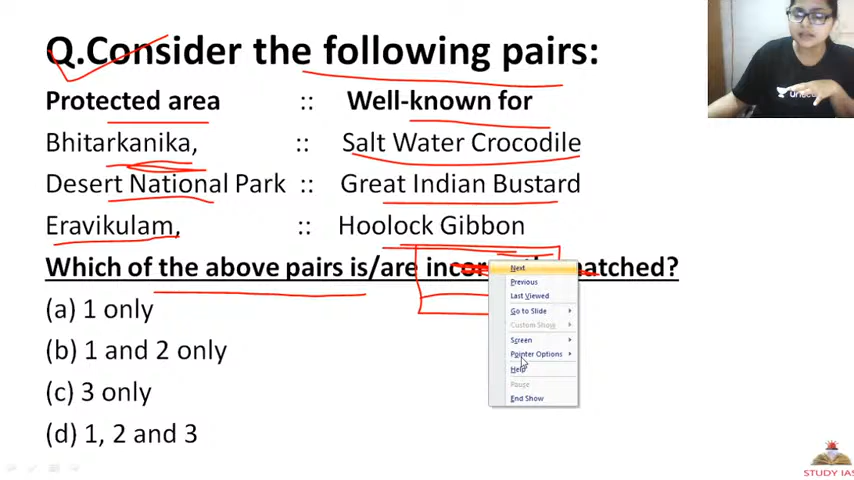 Q.Consider the following pairs:
Protected area :: Well-known for
Bhitarkanika, :: Salt Water Crocodile
Desert National Park :: Great Indian Bustard
Eravikulam, :: Hoolock Gibbon
Which of the above pairs is/are matched?
(a) 1 only
(b) 1 and 2 only
(c) 3 only
(d) 1, 2 and 3
Next
Previous
Last Viewed
Go to Slide
Custom Show
Screen
Pointer Options
Help
Pause
End Show
STUDY IAS